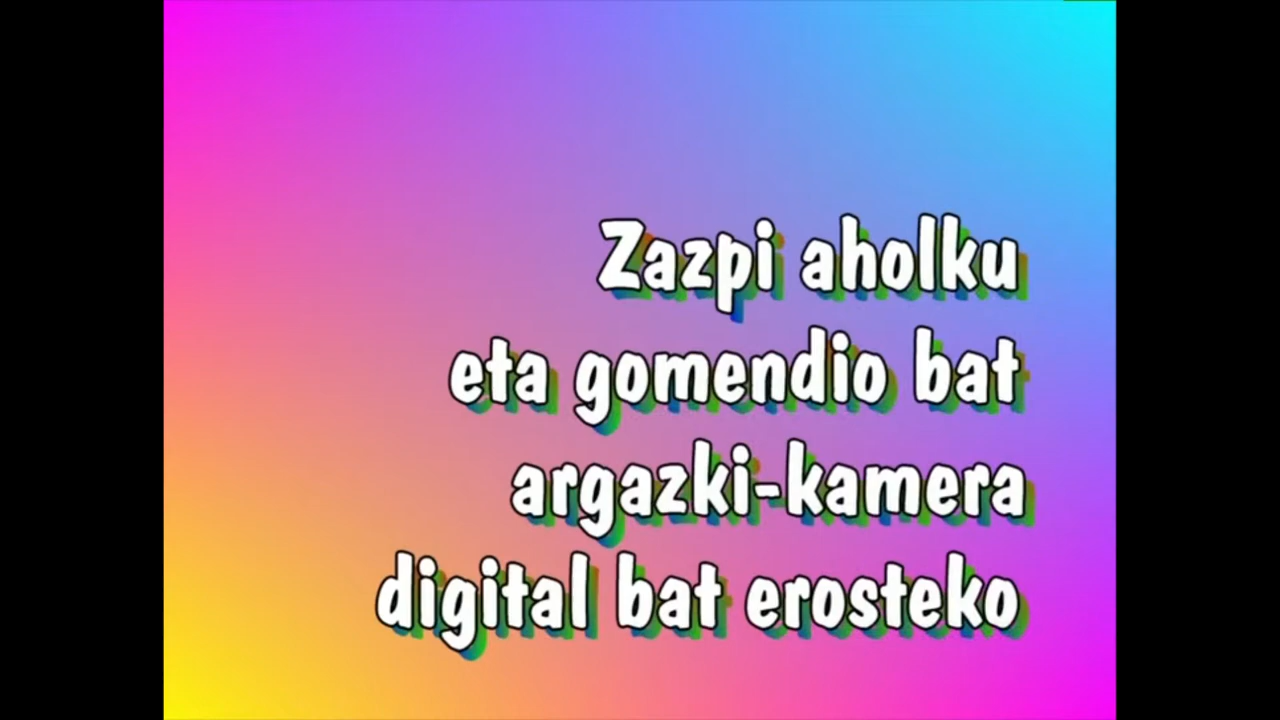 Zazpi aholku
eta gomendio bat
argazki-kamera
digital bat erosteko